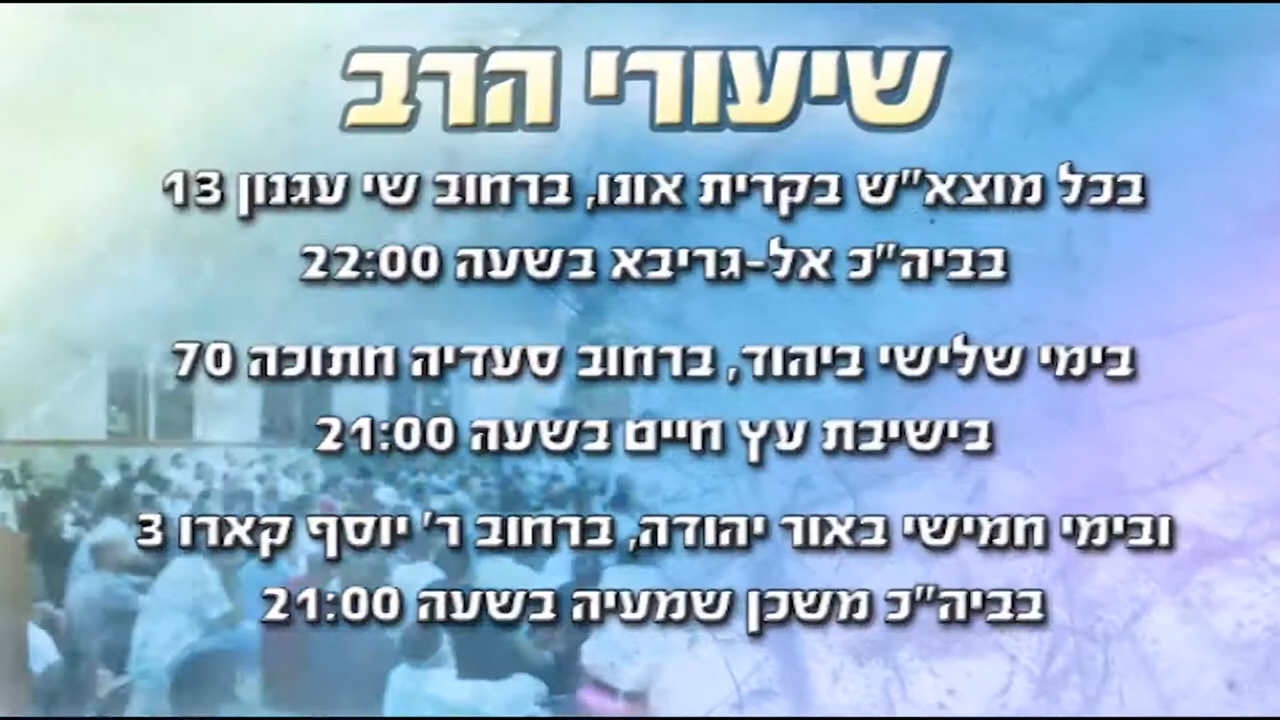 שיעורי הרב
בכל מוצא"ש בקרית אונו, ברחוב שי עגנון 13
בביה"כ אל-גריבא בשעה 22:00
בימי שלישי ביהוד, ברחוב סעדיה חתוכה 70
בישיבת עץ חיים בשעה 21:00
ובימי חמישי באור יהודה, ברחוב ר' יוסף קארו 3
בביה"כ משכן שמעיה בשעה 21:00